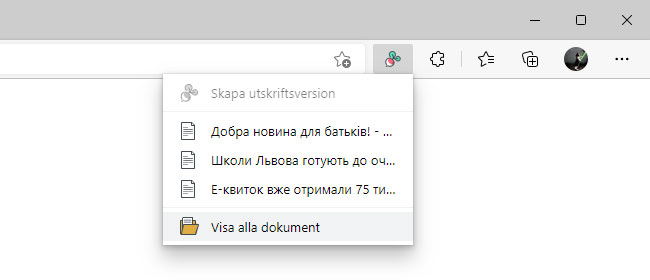 Skapa utskriftsversion
Добра новина для батьків! - ...
Школи Львова готують до оч...
Е-квиток вже отримали 75 ти...
Visa alla dokument